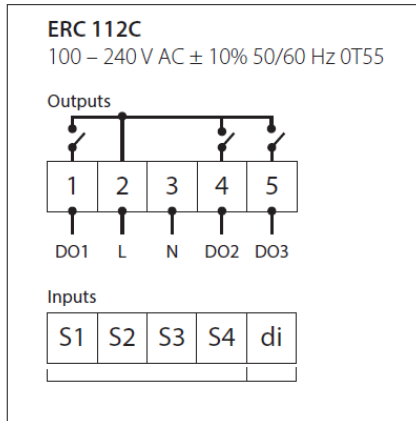 ERC 112C
100 – 240 V AC ± 10% 50/60 Hz 0T55
Outputs
1 2 3 4 5
DO1 L N DO2 DO3
Inputs
S1 S2 S3 S4 di